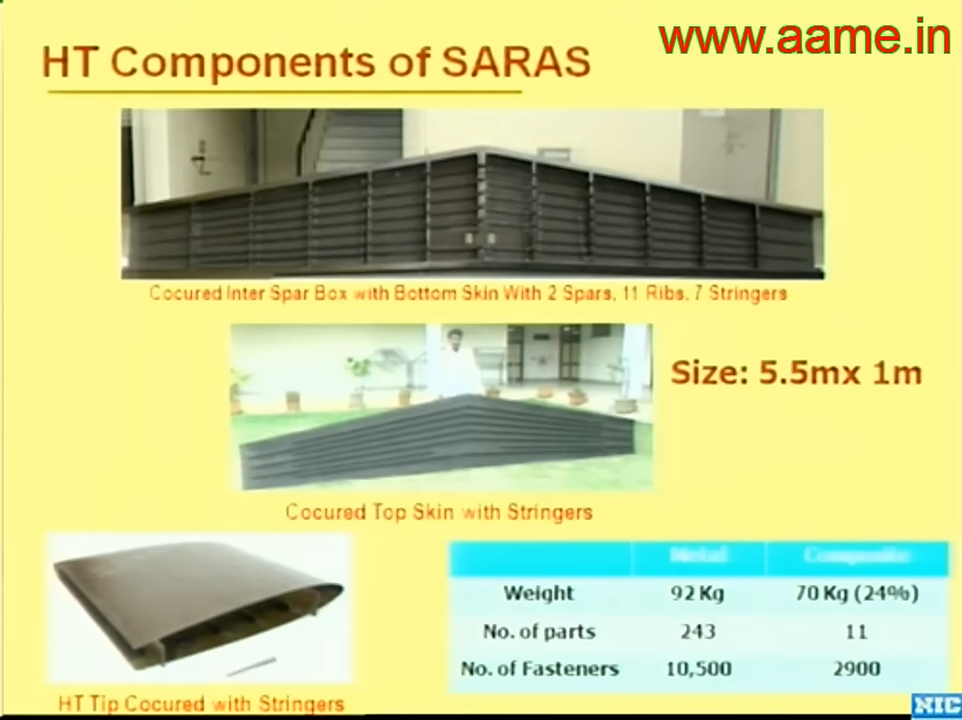 www.aame.in
HT Components of SARAS
Cocured Inter Spar Box with Bottom Skin With 2 Spars, 11 Ribs, 7 Stringers
Size: 5.5mx 1m
Cocured Top Skin with Stringers
Metal Composite
Weight 92 Kg 70 Kg (24%)
No. of parts 243 11
No. of Fasteners 10,500 2900
HT Tip Cocured with Stringers
NIC